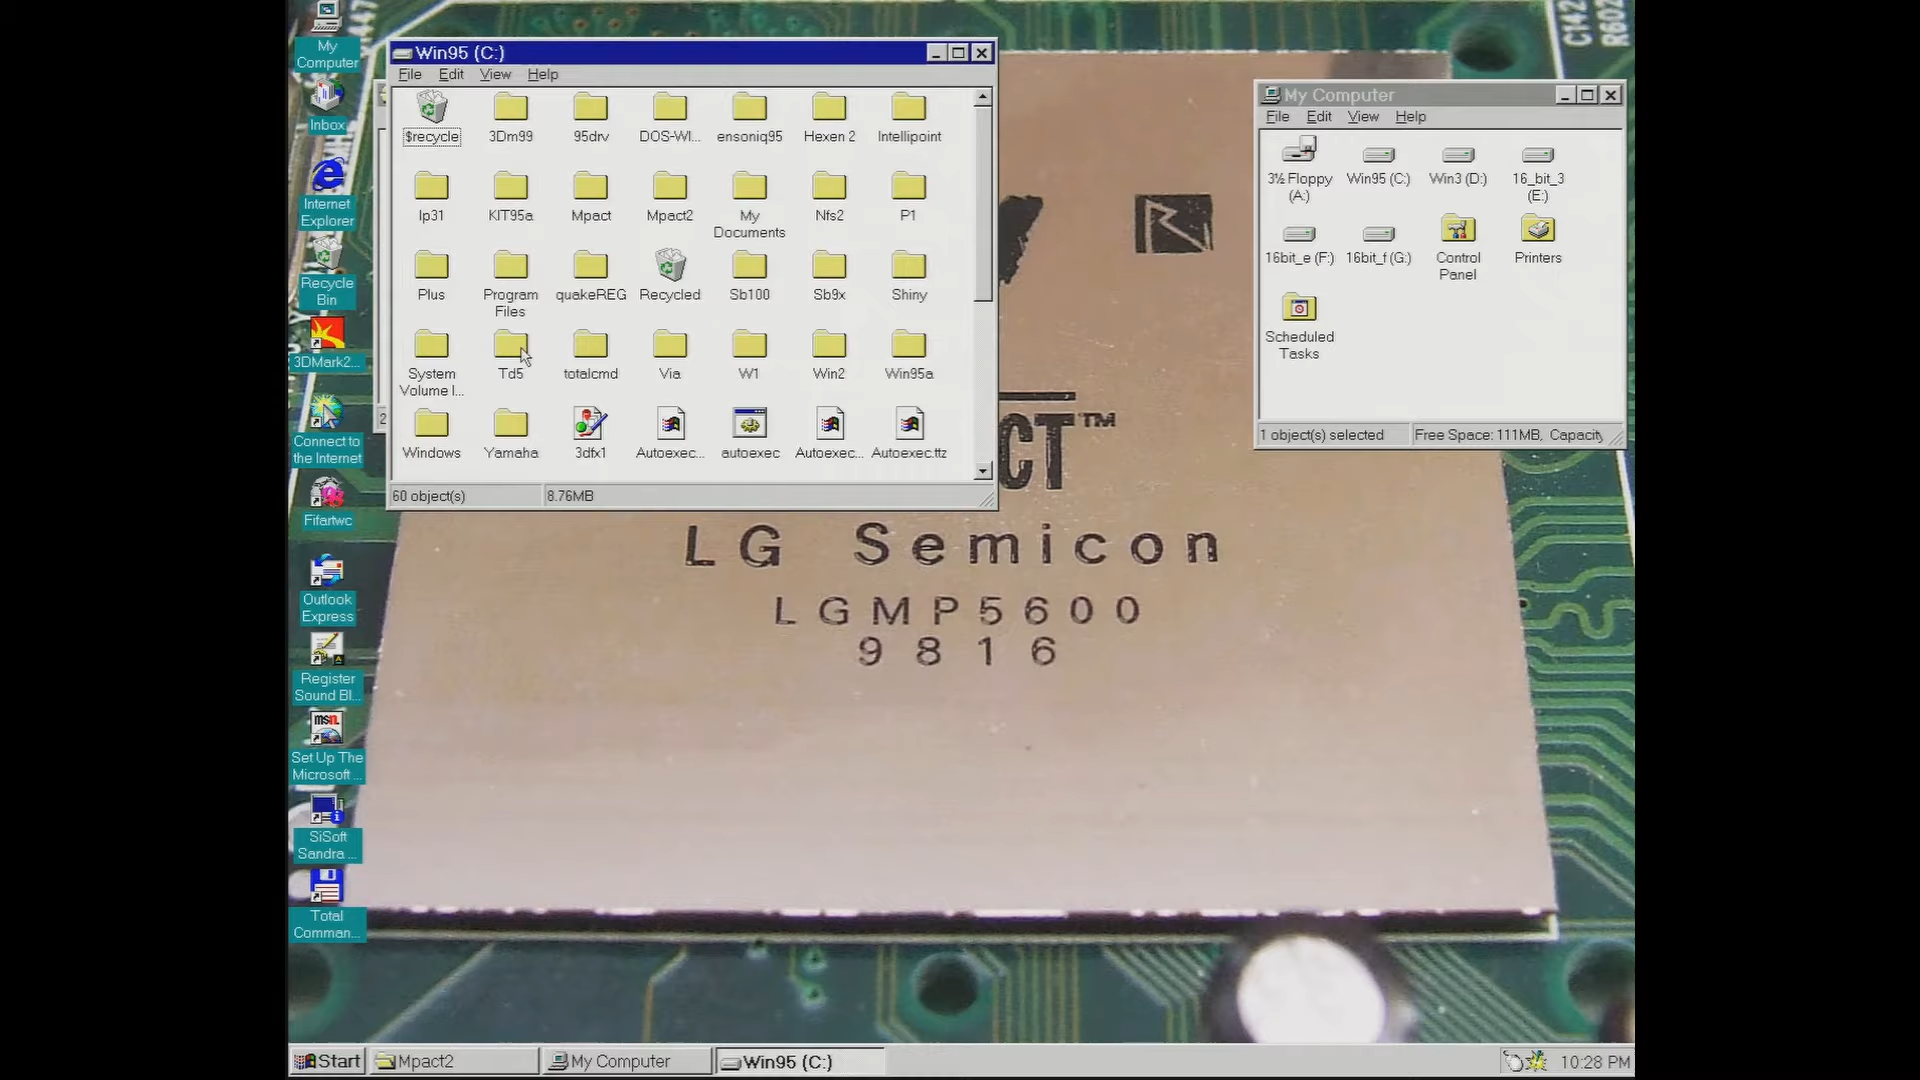 My
Computer
Inbox
Internet
Explorer
Recycle
Bin
3DMark2...
Connect to
the Internet
Fifartwc
Outlook
Express
Register
Sound Bl...
msn.
Set Up The
Microsoft ...
SiSoft
Sandra ...
Total
Comman...
Win95 (C:)
File Edit View Help
$recycle 3Dm99 95drv DOS-WI... ensoniq95 Hexen 2 Intellipoint
Ip31 KIT95a Mpact Mpact2 My Documents Nfs2 P1
Plus Program Files quakeREG Recycled Sb100 Sb9x Shiny
System Volume I... Td5 totalcmd Via W1 Win2 Win95a
Windows Yamaha 3dfx1 Autoexec... autoexec Autoexec... Autoexec.ttz
60 object(s) 8.76MB
My Computer
File Edit View Help
3½ Floppy (A:) Win95 (C:) Win3 (D:) 16_bit_3 (E:)
16bit_e (F:) 16bit_f (G:) Control Panel Printers
Scheduled Tasks
1 object(s) selected Free Space: 111MB, Capacity
R
CT™
LG Semicon
LGMP5600
9816
Start Mpact2 My Computer Win95 (C:) 10:28 PM